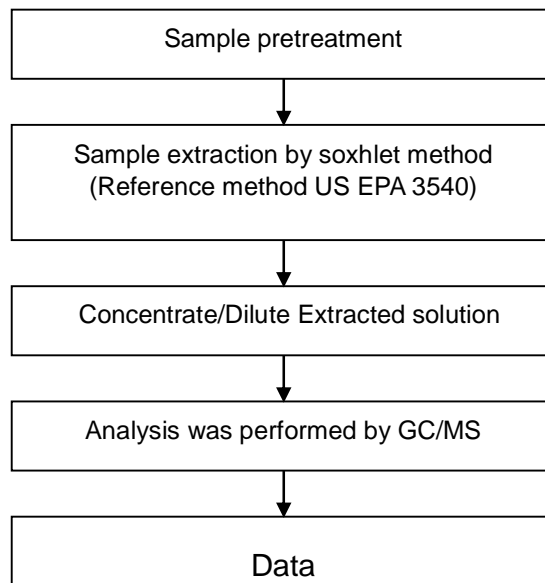 Sample pretreatment
Sample extraction by soxhlet method
(Reference method US EPA 3540)
Concentrate/Dilute Extracted solution
Analysis was performed by GC/MS
Data